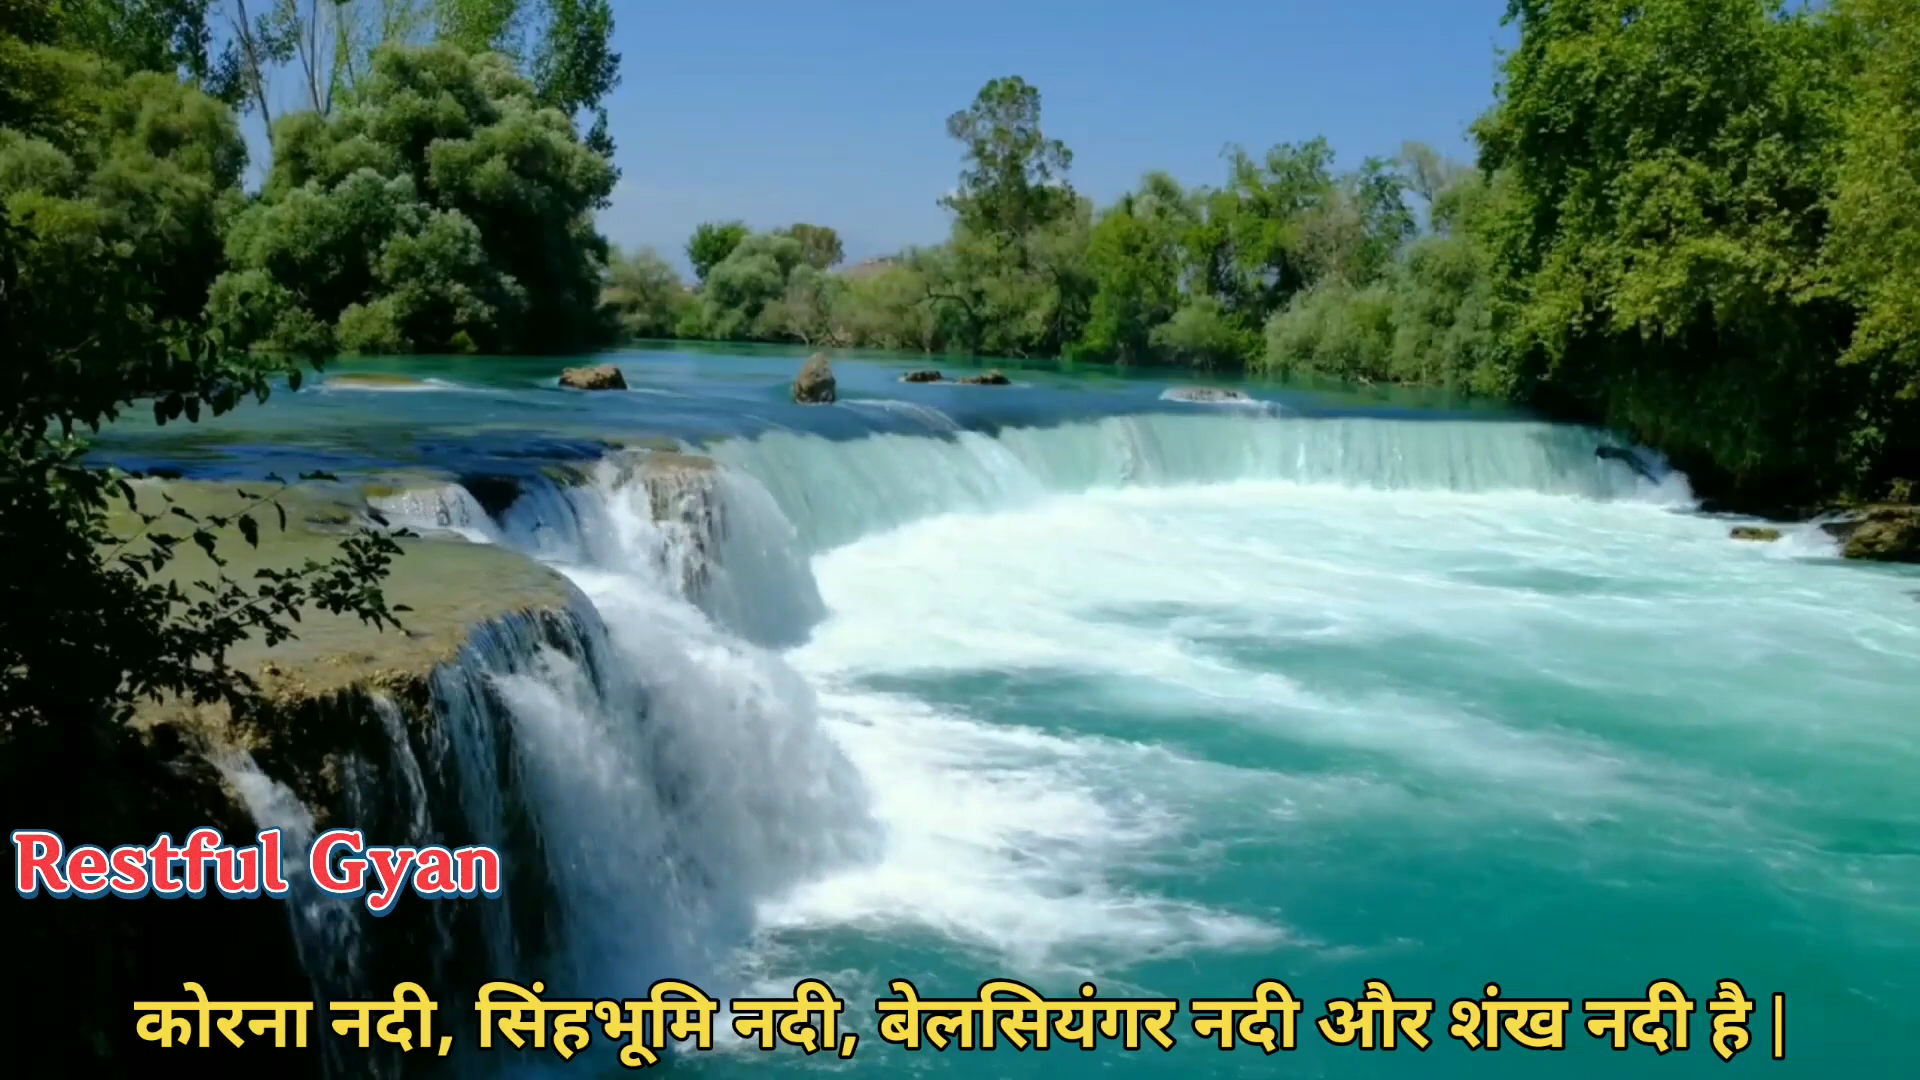 Restful Gyan
कोरना नदी, सिंहभूमि नदी, बेलसियंगर नदी और शंख नदी है |